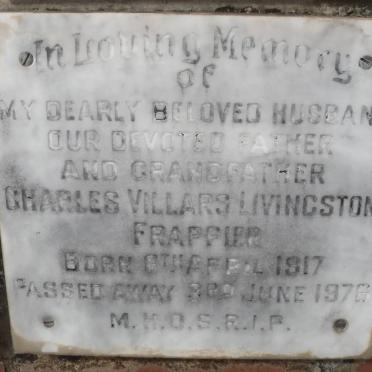 In Loving Memory
OF
MY DEARLY BELOVED HUSBAN
OUR DEVOTED FATHER
AND GRANDFATHER
CHARLES VILLARS LIVINGSTON
FRAPPIER
BORN 8TH APRIL 1917
PASSED AWAY 3RD JUNE 1976
M.H.O.S.R.I.P.